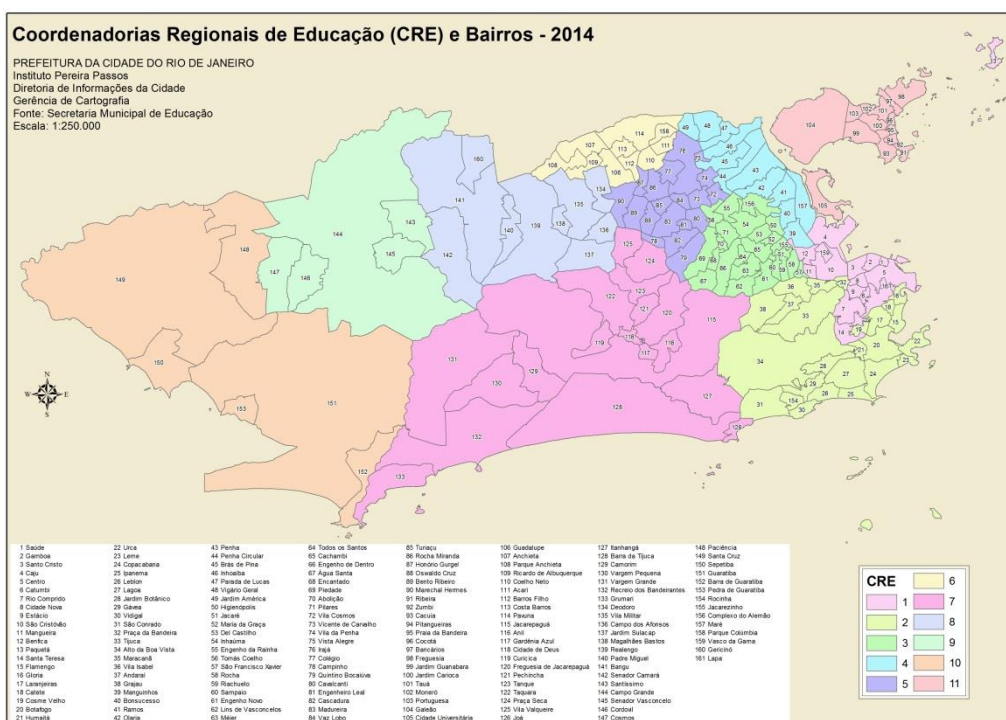 Coordenadorias Regionais de Educação (CRE) e Bairros - 2014
PREFEITURA DA CIDADE DO RIO DE JANEIRO
Instituto Pereira Passos
Diretoria de Informações da Cidade
Gerência de Cartografia
Fonte: Secretaria Municipal de Educação
Escala: 1:250.000
N
W E
S
1 Saúde
2 Gamboa
3 Santo Cristo
4 Caju
5 Centro
6 Catumbi
7 Rio Comprido
8 Cidade Nova
9 Estácio
10 São Cristóvão
11 Mangueira
12 Benfica
13 Paquetá
14 Santa Teresa
15 Flamengo
16 Glória
17 Laranjeiras
18 Catete
19 Cosme Velho
20 Botafogo
21 Humaitá
22 Urca
23 Leme
24 Copacabana
25 Ipanema
26 Leblon
27 Lagoa
28 Jardim Botânico
29 Gávea
30 Vidigal
31 São Conrado
32 Praça da Bandeira
33 Tijuca
34 Alto da Boa Vista
35 Maracanã
36 Vila Isabel
37 Andaraí
38 Grajaú
39 Manguinhos
40 Bonsucesso
41 Ramos
42 Olaria
43 Penha
44 Penha Circular
45 Brás de Pina
46 Cordovil
47 Parada de Lucas
48 Vigário Geral
49 Jardim América
50 Higienópolis
51 Jacaré
52 Maria da Graça
53 Del Castilho
54 Inhaúma
55 Engenho da Rainha
56 Tomás Coelho
57 São Francisco Xavier
58 Rocha
59 Riachuelo
60 Sampaio
61 Engenho Novo
62 Lins de Vasconcelos
63 Méier
64 Todos os Santos
65 Cachambi
66 Engenho de Dentro
67 Água Santa
68 Encantado
69 Piedade
70 Abolição
71 Pilares
72 Vila Cosmos
73 Vicente de Carvalho
74 Vila da Penha
75 Vista Alegre
76 Irajá
77 Colégio
78 Campinho
79 Quintino Bocaiúva
80 Cavalcanti
81 Engenheiro Leal
82 Cascadura
83 Madureira
84 Vaz Lobo
85 Turiaçu
86 Rocha Miranda
87 Honório Gurgel
88 Oswaldo Cruz
89 Bento Ribeiro
90 Marechal Hermes
91 Ribeira
92 Zumbi
93 Cacuia
94 Pitangueiras
95 Praia da Bandeira
96 Cocotá
97 Bancários
98 Freguesia
99 Jardim Guanabara
100 Jardim Carioca
101 Tauá
102 Moneró
103 Portuguesa
104 Galeão
105 Cidade Universitária
106 Guadalupe
107 Anchieta
108 Parque Anchieta
109 Ricardo de Albuquerque
110 Coelho Neto
111 Acari
112 Barros Filho
113 Costa Barros
114 Pavuna
115 Jacarepaguá
116 Anil
117 Gardênia Azul
118 Cidade de Deus
119 Curicica
120 Freguesia de Jacarepaguá
121 Pechincha
122 Taquara
123 Tanque
124 Praça Seca
125 Vila Valqueire
126 Joá
127 Itanhangá
128 Barra da Tijuca
129 Camorim
130 Vargem Pequena
131 Vargem Grande
132 Recreio dos Bandeirantes
133 Grumari
134 Deodoro
135 Vila Militar
136 Campo dos Afonsos
137 Jardim Sulacap
138 Magalhães Bastos
139 Realengo
140 Padre Miguel
141 Bangu
142 Senador Camará
143 Santíssimo
144 Campo Grande
145 Senador Vasconcelo
147 Cosmos
148 Paciência
149 Santa Cruz
150 Sepetiba
151 Guaratiba
152 Barra de Guaratiba
153 Pedra de Guaratiba
154 Rocinha
155 Jacarezinho
156 Complexo do Alemão
157 Maré
158 Parque Colúmbia
159 Vasco da Gama
160 Gericinó
161 Lapa
CRE
1
2
3
4
5
6
7
8
9
10
11